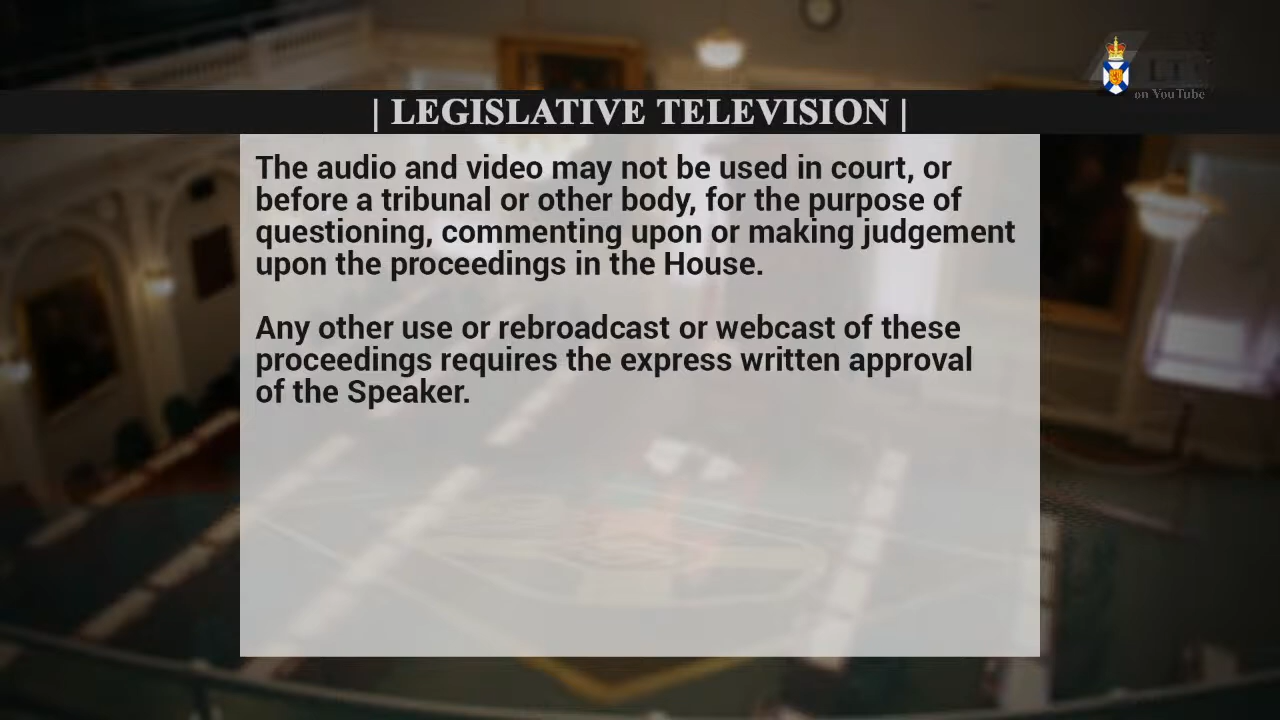 | LEGISLATIVE TELEVISION |
on YouTube
The audio and video may not be used in court, or
before a tribunal or other body, for the purpose of
questioning, commenting upon or making judgement
upon the proceedings in the House.
Any other use or rebroadcast or webcast of these
proceedings requires the express written approval
of the Speaker.